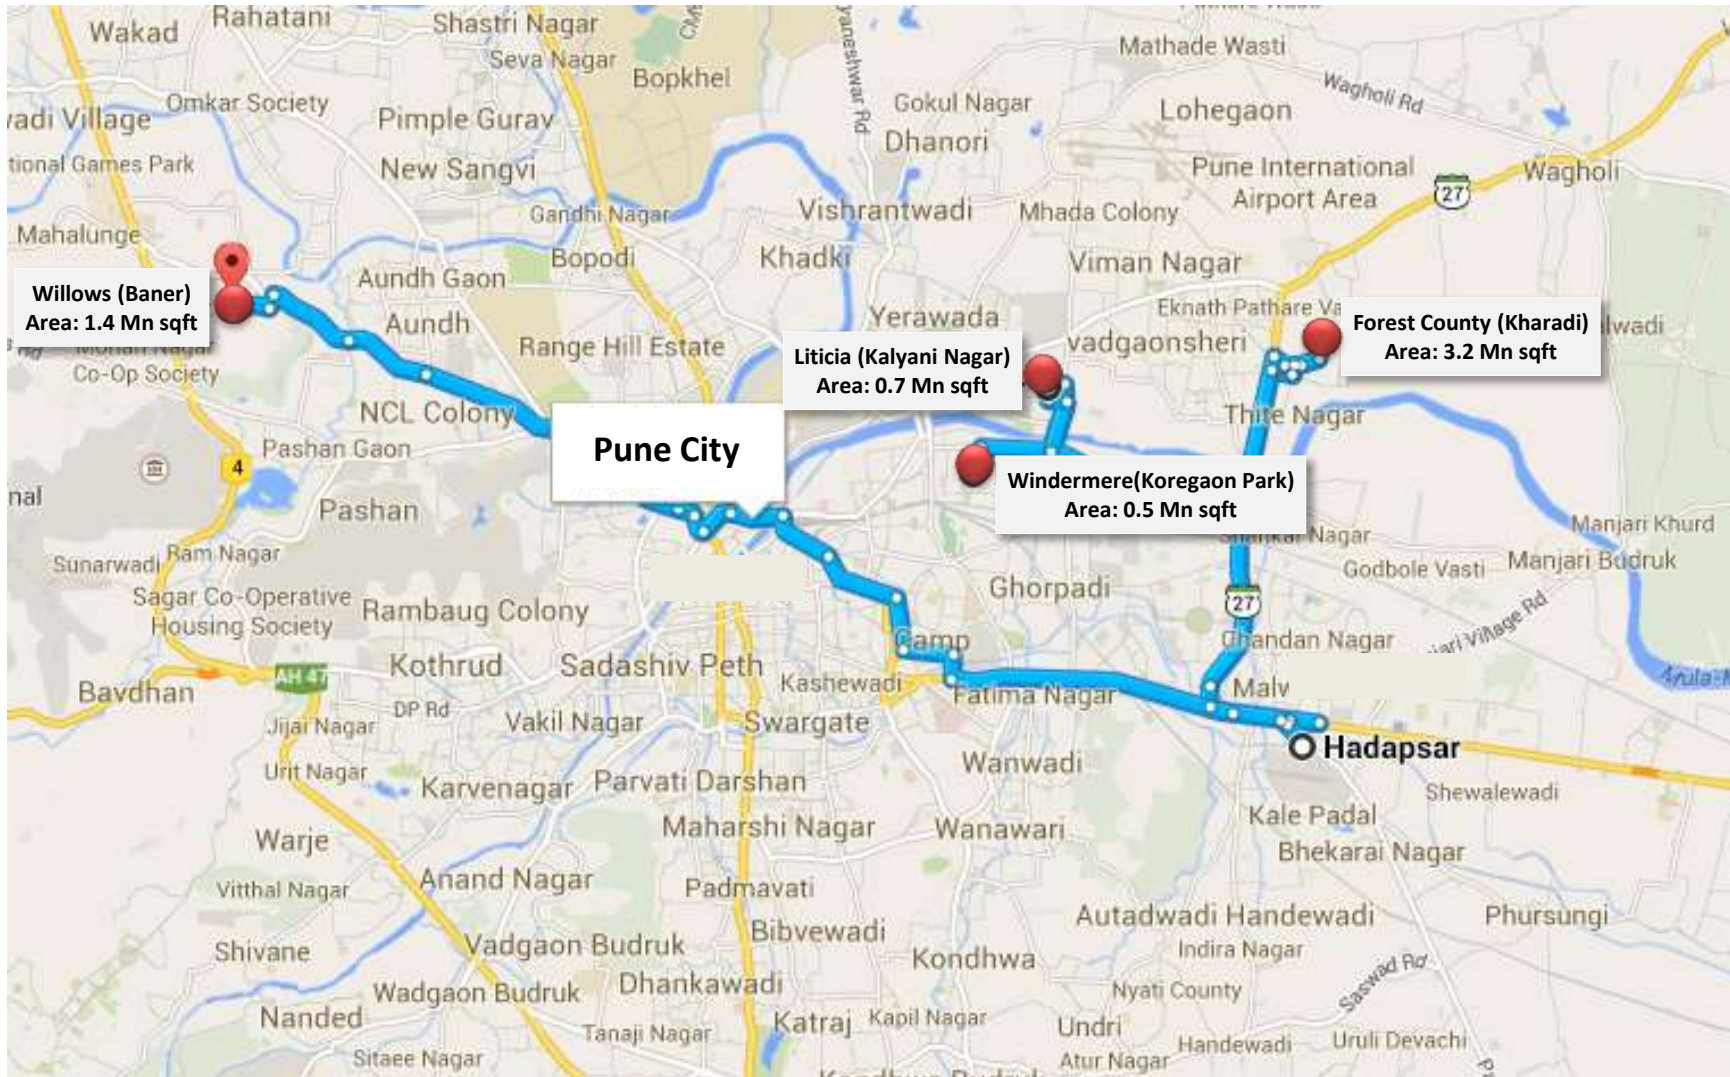 Rahatani
Shastri Nagar
Wakad
Seva Nagar
Bopkhel
Mathade Wasti
Wagholi Rd
Omkar Society
Gokul Nagar
Lohegaon
Pimple Gurav
Dhanori
New Sangvi
Pune International
Airport Area
Wagholi
27
Gandhi Nagar
Vishrantwadi
Mhada Colony
Mahalunge
Bopodi
Khadki
Viman Nagar
Aundh Gaon
Willows (Baner)
Area: 1.4 Mn sqft
Eknath Pathare Va
Yerawada
Aundh
Forest County (Kharadi)
Area: 3.2 Mn sqft
Range Hill Estate
vadgaonsheri
Liticia (Kalyani Nagar)
Area: 0.7 Mn sqft
Co-Op Society
NCL Colony
Thite Nagar
Pune City
Pashan Gaon
4
Windermere(Koregaon Park)
Area: 0.5 Mn sqft
Pashan
Manjari Khurd
Ram Nagar
Sunarwadi
Manjari Budruk
Godbole Vasti
Ghorpadi
Sagar Co-Operative
Housing Society
Rambaug Colony
27
Camp
Chandan Nagar
Kothrud
Sadashiv Peth
AH 47
Kashewadi
Bavdhan
Fatima Nagar
Malv
DP Rd
Jijai Nagar
Vakil Nagar
Swargate
Hadapsar
Wanwadi
Urit Nagar
Karvenagar
Parvati Darshan
Shewalewadi
Kale Padal
Maharshi Nagar
Wanawari
Warje
Bhekarai Nagar
Anand Nagar
Vitthal Nagar
Padmavati
Autadwadi Handewadi
Phursungi
Bibvewadi
Vadgaon Budruk
Shivane
Indira Nagar
Kondhwa
Saswad Rd
Dhankawadi
Wadgaon Budruk
Nyati County
Nanded
Katraj
Kapil Nagar
Tanaji Nagar
Undri
Handewadi
Uruli Devachi
Sitaee Nagar
Atur Nagar